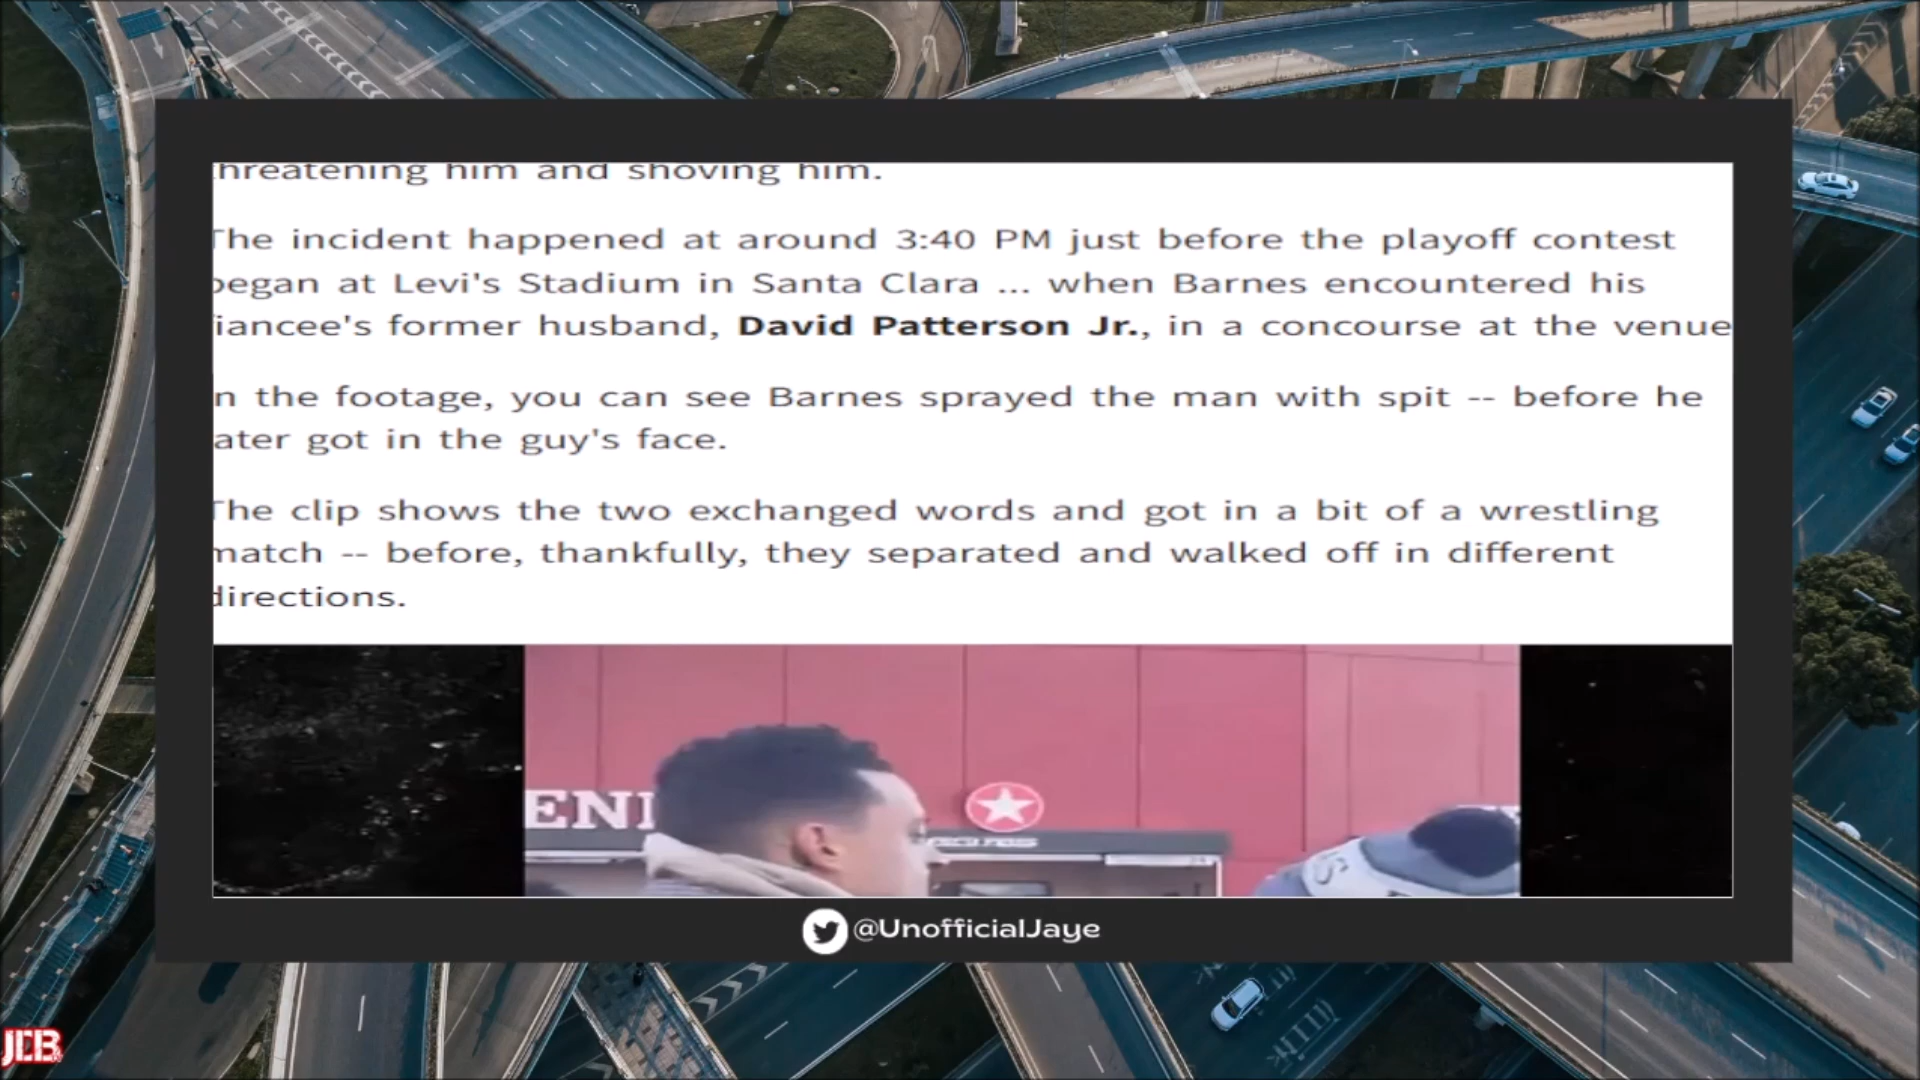 threatening him and shoving him.
The incident happened at around 3:40 PM just before the playoff contest
began at Levi's Stadium in Santa Clara ... when Barnes encountered his
fiancee's former husband, David Patterson Jr., in a concourse at the venue
In the footage, you can see Barnes sprayed the man with spit -- before he
later got in the guy's face.
The clip shows the two exchanged words and got in a bit of a wrestling
match -- before, thankfully, they separated and walked off in different
directions.
ENI
@UnofficialJaye
JEB